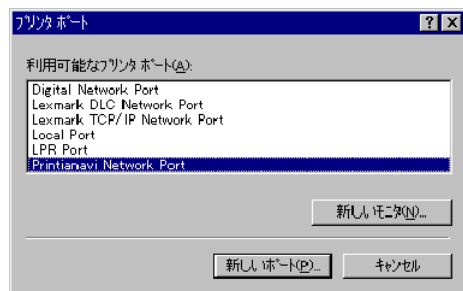 プリンタ ポート
利用可能なプリンタ ポート(A):
Digital Network Port
Lexmark DLC Network Port
Lexmark TCP/IP Network Port
Local Port
LPR Port
Printianavi Network Port
新しいモニタ(N)...
新しいポート(P)...
キャンセル